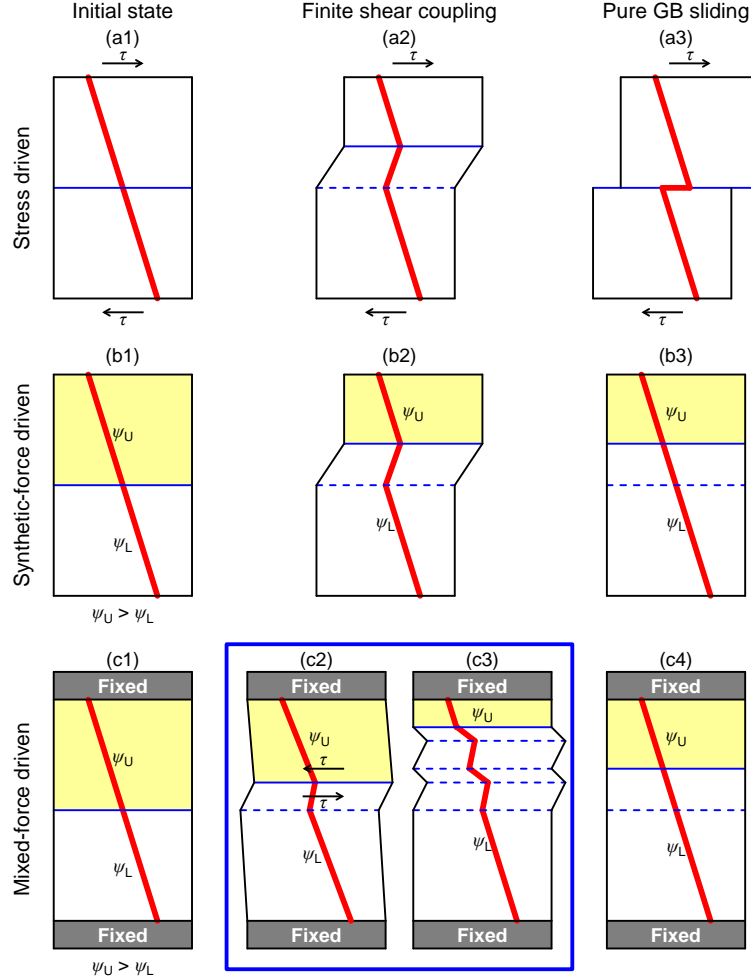 Initial state
Finite shear coupling
Pure GB sliding
(a1)
(a2)
(a3)
τ
τ
τ
Stress driven
τ
τ
τ
(b1)
(b2)
(b3)
Synthetic-force driven
ψU
ψU
ψL
ψL
ψU > ψL
(c1)
(c2)
(c3)
(c4)
Fixed
Fixed
Fixed
Fixed
Mixed-force driven
ψU
ψU
ψU
ψU
τ
τ
ψL
ψL
ψL
ψL
Fixed
Fixed
Fixed
Fixed
ψU > ψL